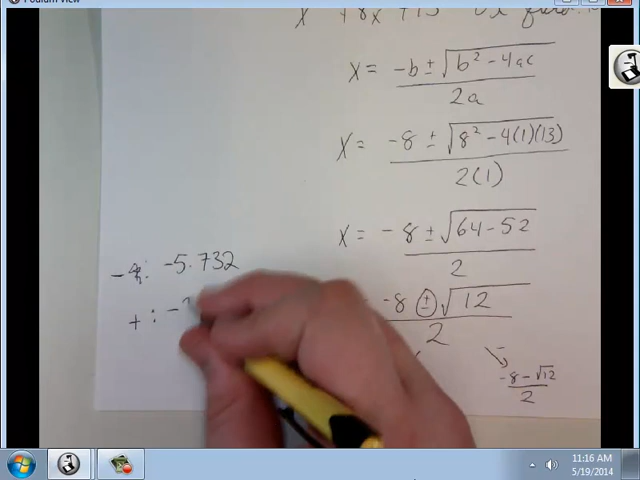 x = -b ± √b² - 4ac
2a
x = -8 ± √8² - 4(1)(13)
2(1)
x = -8 ± √64 - 52
2
-8 ± √12
2
-
-8 - √12
2
-5.732
+ : -
11:16 AM
5/19/2014